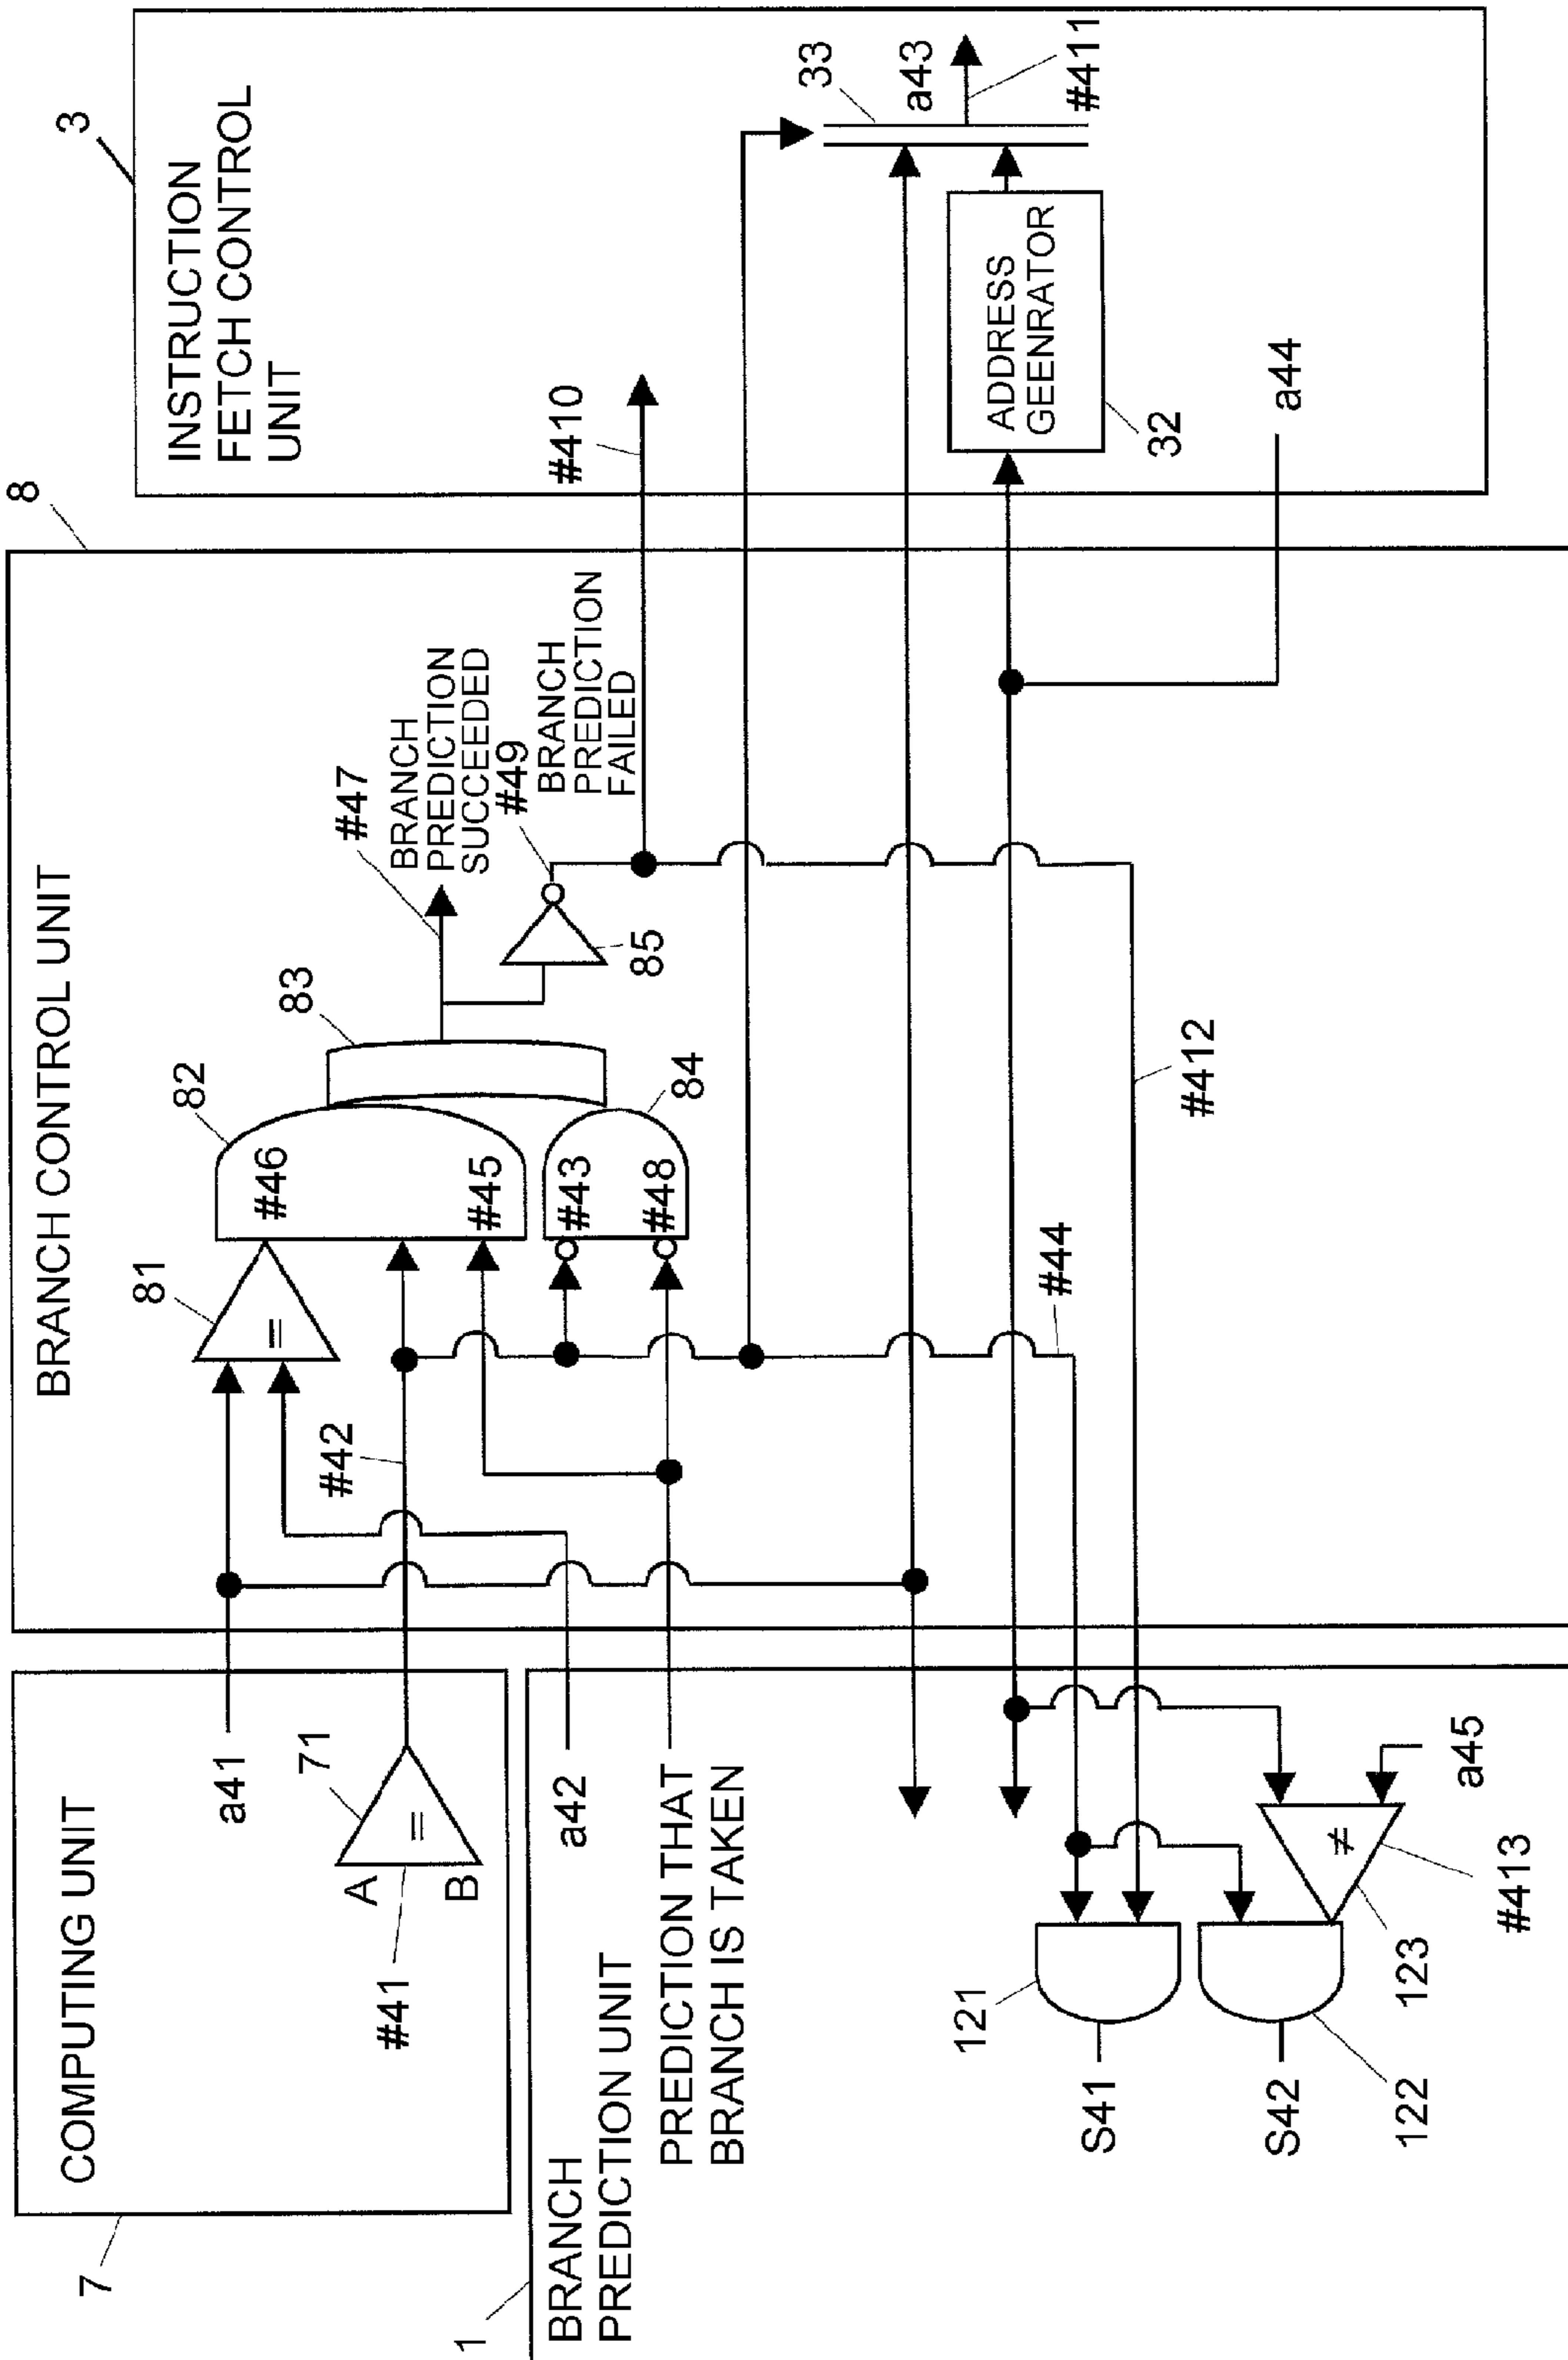 COMPUTING UNIT
7
a41
71
A
=
B
#41
1
BRANCH
PREDICTION UNIT
a42
PREDICTION THAT
BRANCH IS TAKEN
121
S41
S42
122
123
≠
a45
#413
BRANCH CONTROL UNIT
8
81
=
82
#46
#42
#45
83
#43
#48
84
#47
BRANCH
PREDICTION
SUCCEEDED
#49
BRANCH
PREDICTION
FAILED
85
#410
#44
#412
3
INSTRUCTION
FETCH CONTROL
UNIT
33
a43
#411
ADDRESS
GEENRATOR
32
a44